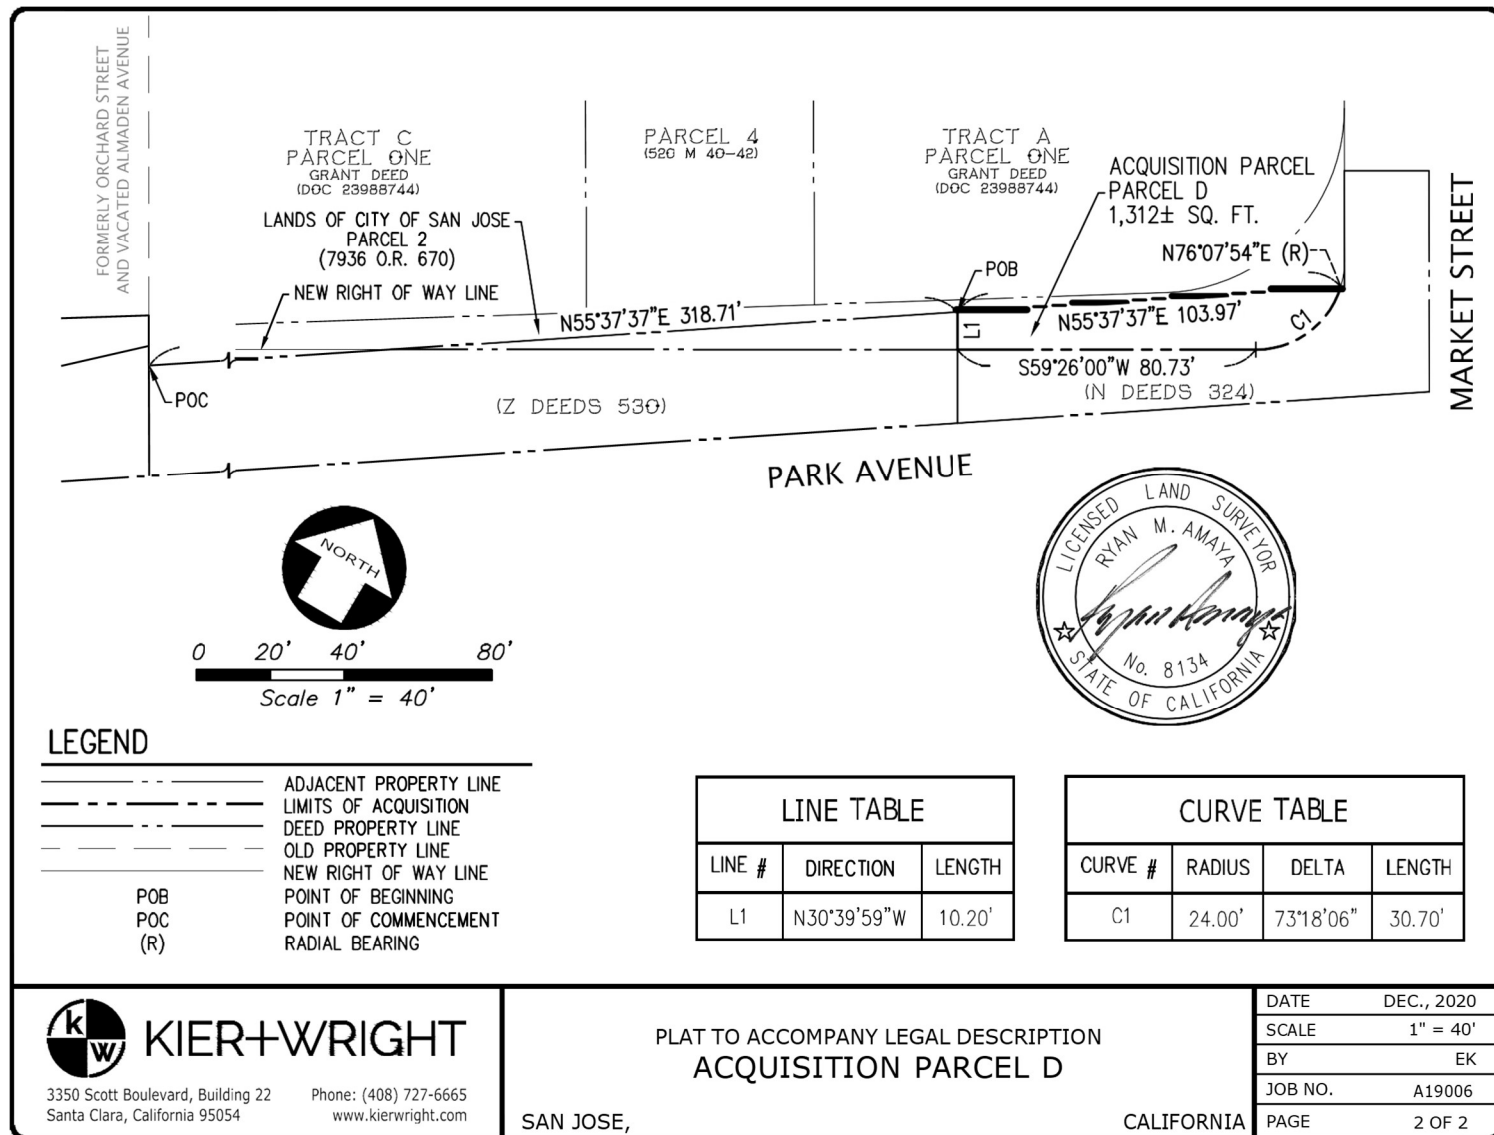 FORMERLY ORCHARD STREET
AND VACATED ALMADEN AVENUE
TRACT C
PARCEL ONE
GRANT DEED
(DOC 23988744)
PARCEL 4
(520 M 40-42)
TRACT A
PARCEL ONE
GRANT DEED
(DOC 23988744)
ACQUISITION PARCEL
PARCEL D
1,312± SQ. FT.
LANDS OF CITY OF SAN JOSE
PARCEL 2
(7936 O.R. 670)
NEW RIGHT OF WAY LINE
N76°07'54"E (R)
POB
N55°37'37"E 318.71'
N55°37'37"E 103.97'
L1
C1
S59°26'00"W 80.73'
POC
(Z DEEDS 530)
(N DEEDS 324)
MARKET STREET
PARK AVENUE
NORTH
0 20' 40' 80'
Scale 1" = 40'
LICENSED LAND SURVEYOR
RYAN M. AMAYA
No. 8134
STATE OF CALIFORNIA
LEGEND
ADJACENT PROPERTY LINE
LIMITS OF ACQUISITION
DEED PROPERTY LINE
OLD PROPERTY LINE
NEW RIGHT OF WAY LINE
POB POINT OF BEGINNING
POC POINT OF COMMENCEMENT
(R) RADIAL BEARING
LINE TABLE
LINE # DIRECTION LENGTH
L1 N30°39'59"W 10.20'
CURVE TABLE
CURVE # RADIUS DELTA LENGTH
C1 24.00' 73°18'06" 30.70'
k w
KIER+WRIGHT
3350 Scott Boulevard, Building 22 Phone: (408) 727-6665
Santa Clara, California 95054 www.kierwright.com
PLAT TO ACCOMPANY LEGAL DESCRIPTION
ACQUISITION PARCEL D
SAN JOSE, CALIFORNIA
DATE DEC., 2020
SCALE 1" = 40'
BY EK
JOB NO. A19006
PAGE 2 OF 2